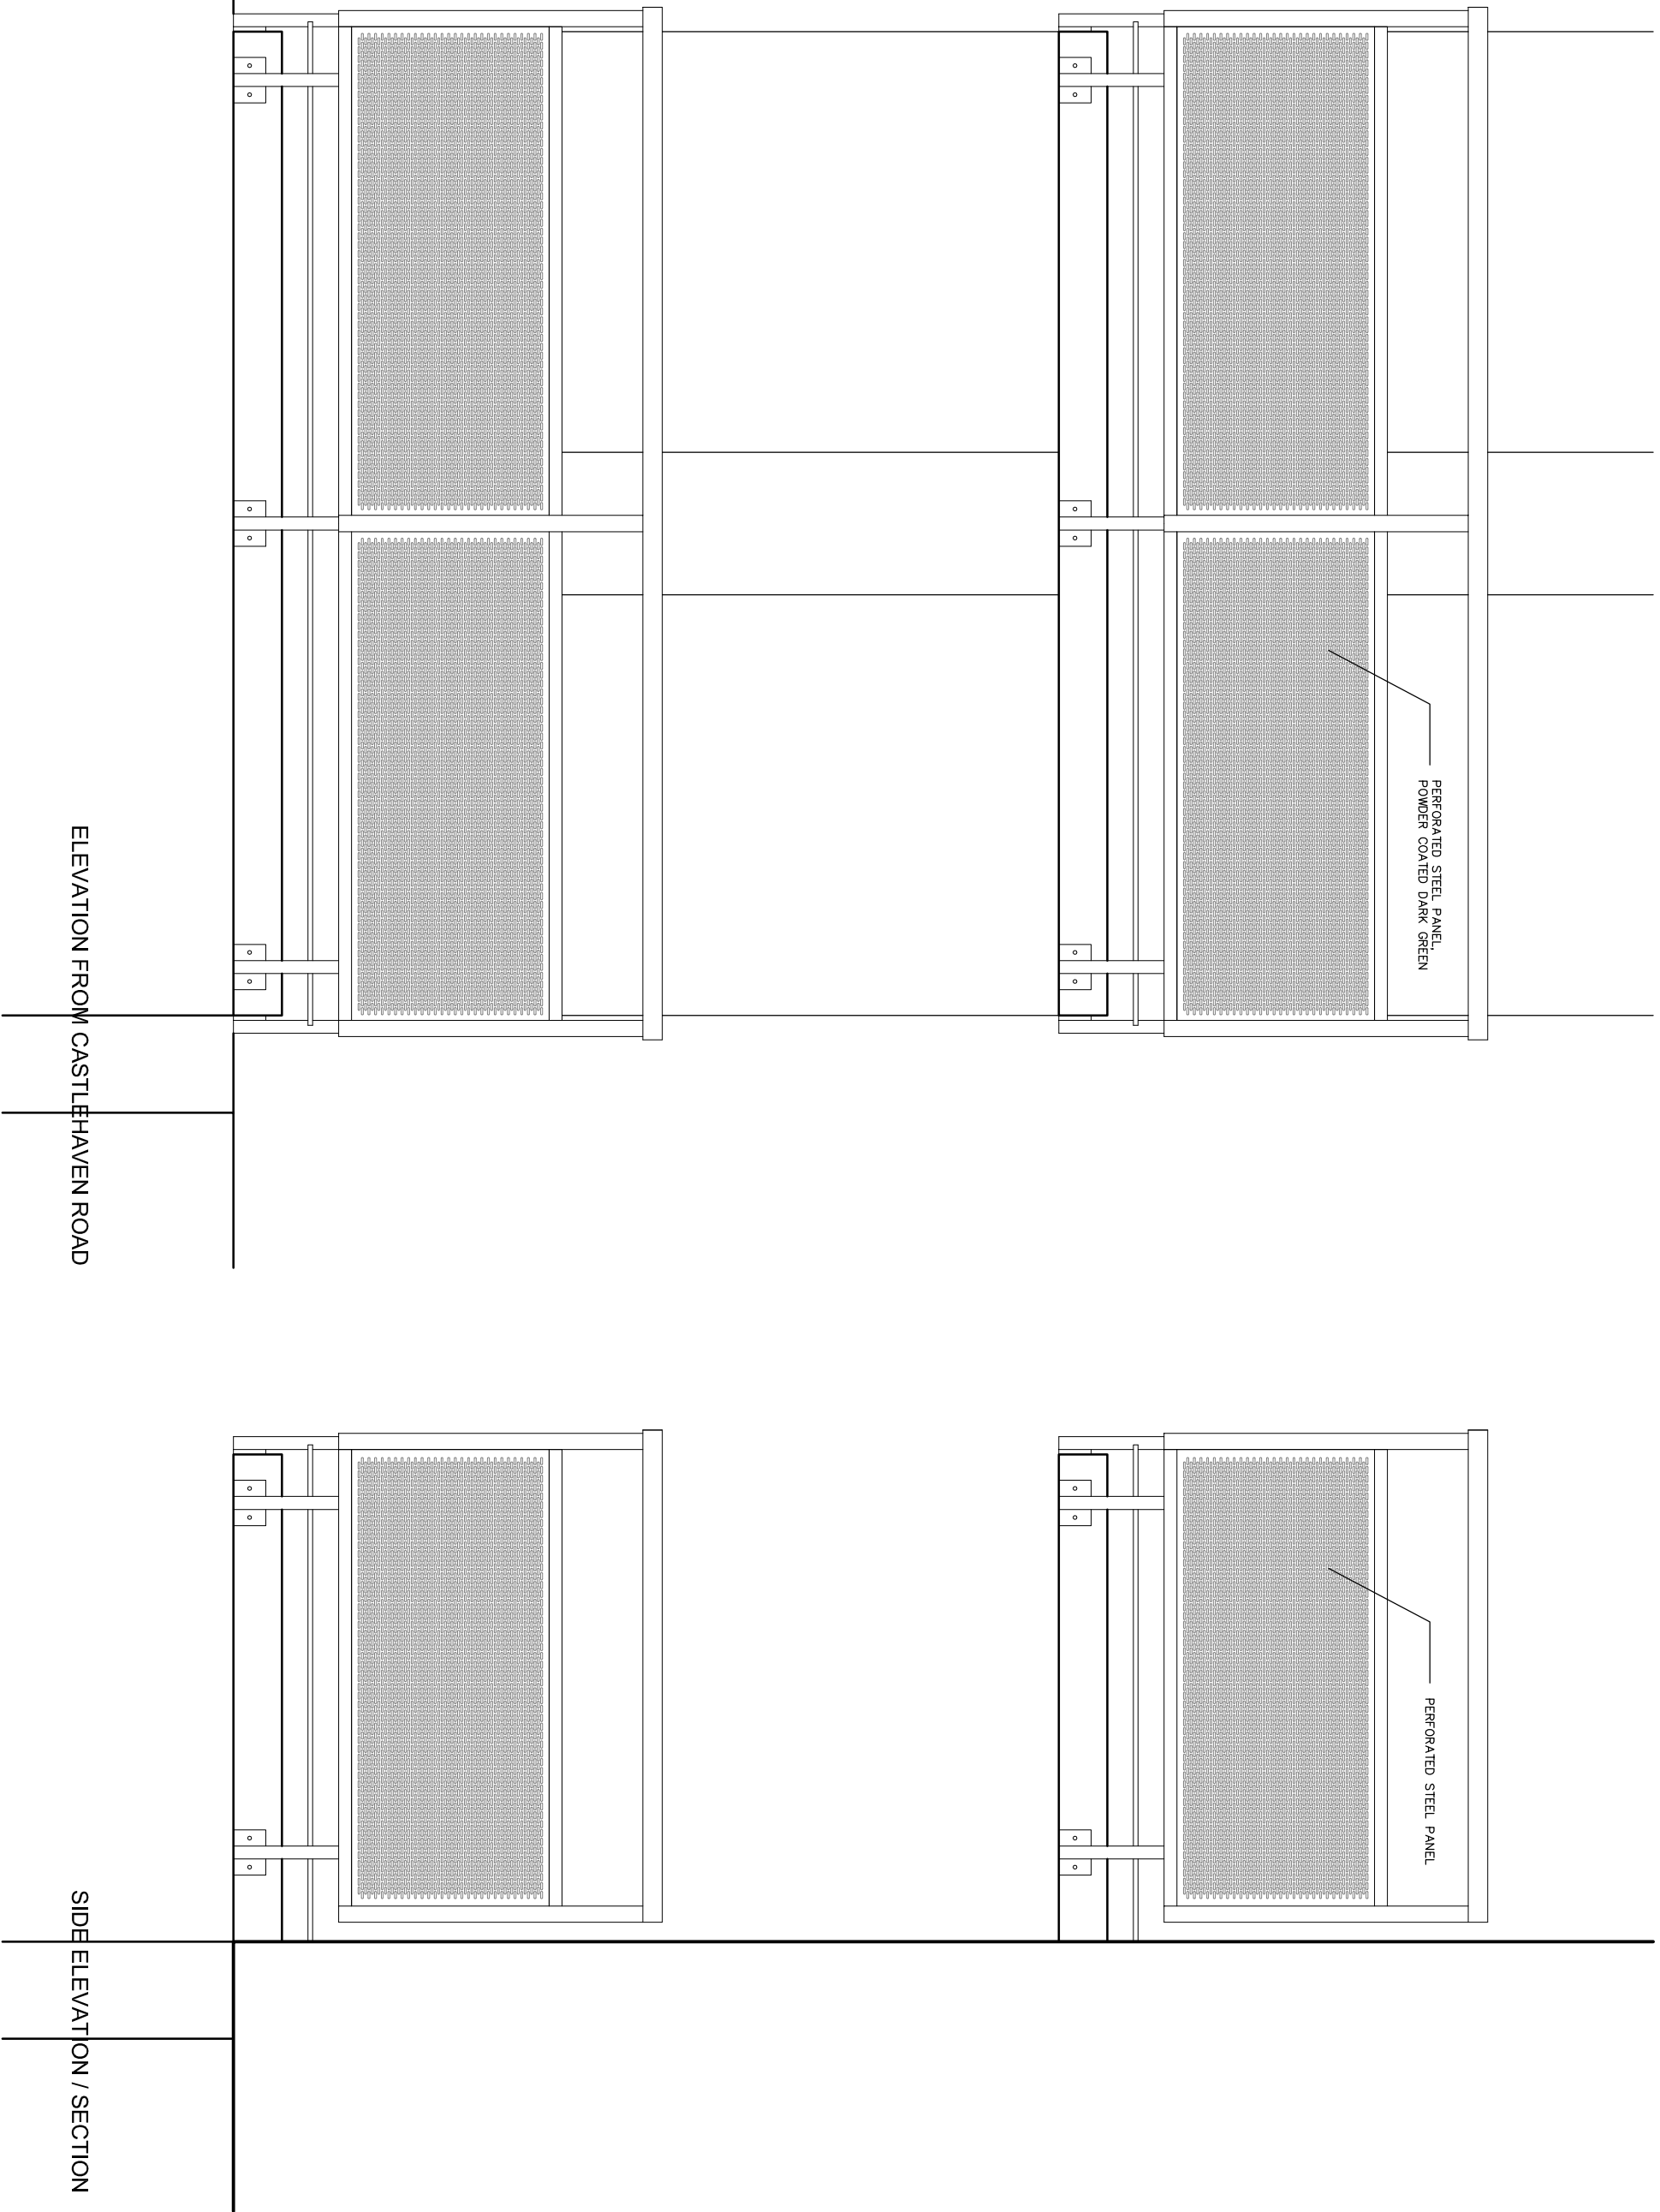 PERFORATED STEEL PANEL,
POWDER COATED DARK GREEN
PERFORATED STEEL PANEL
ELEVATION FROM CASTLEHAVEN ROAD
SIDE ELEVATION / SECTION